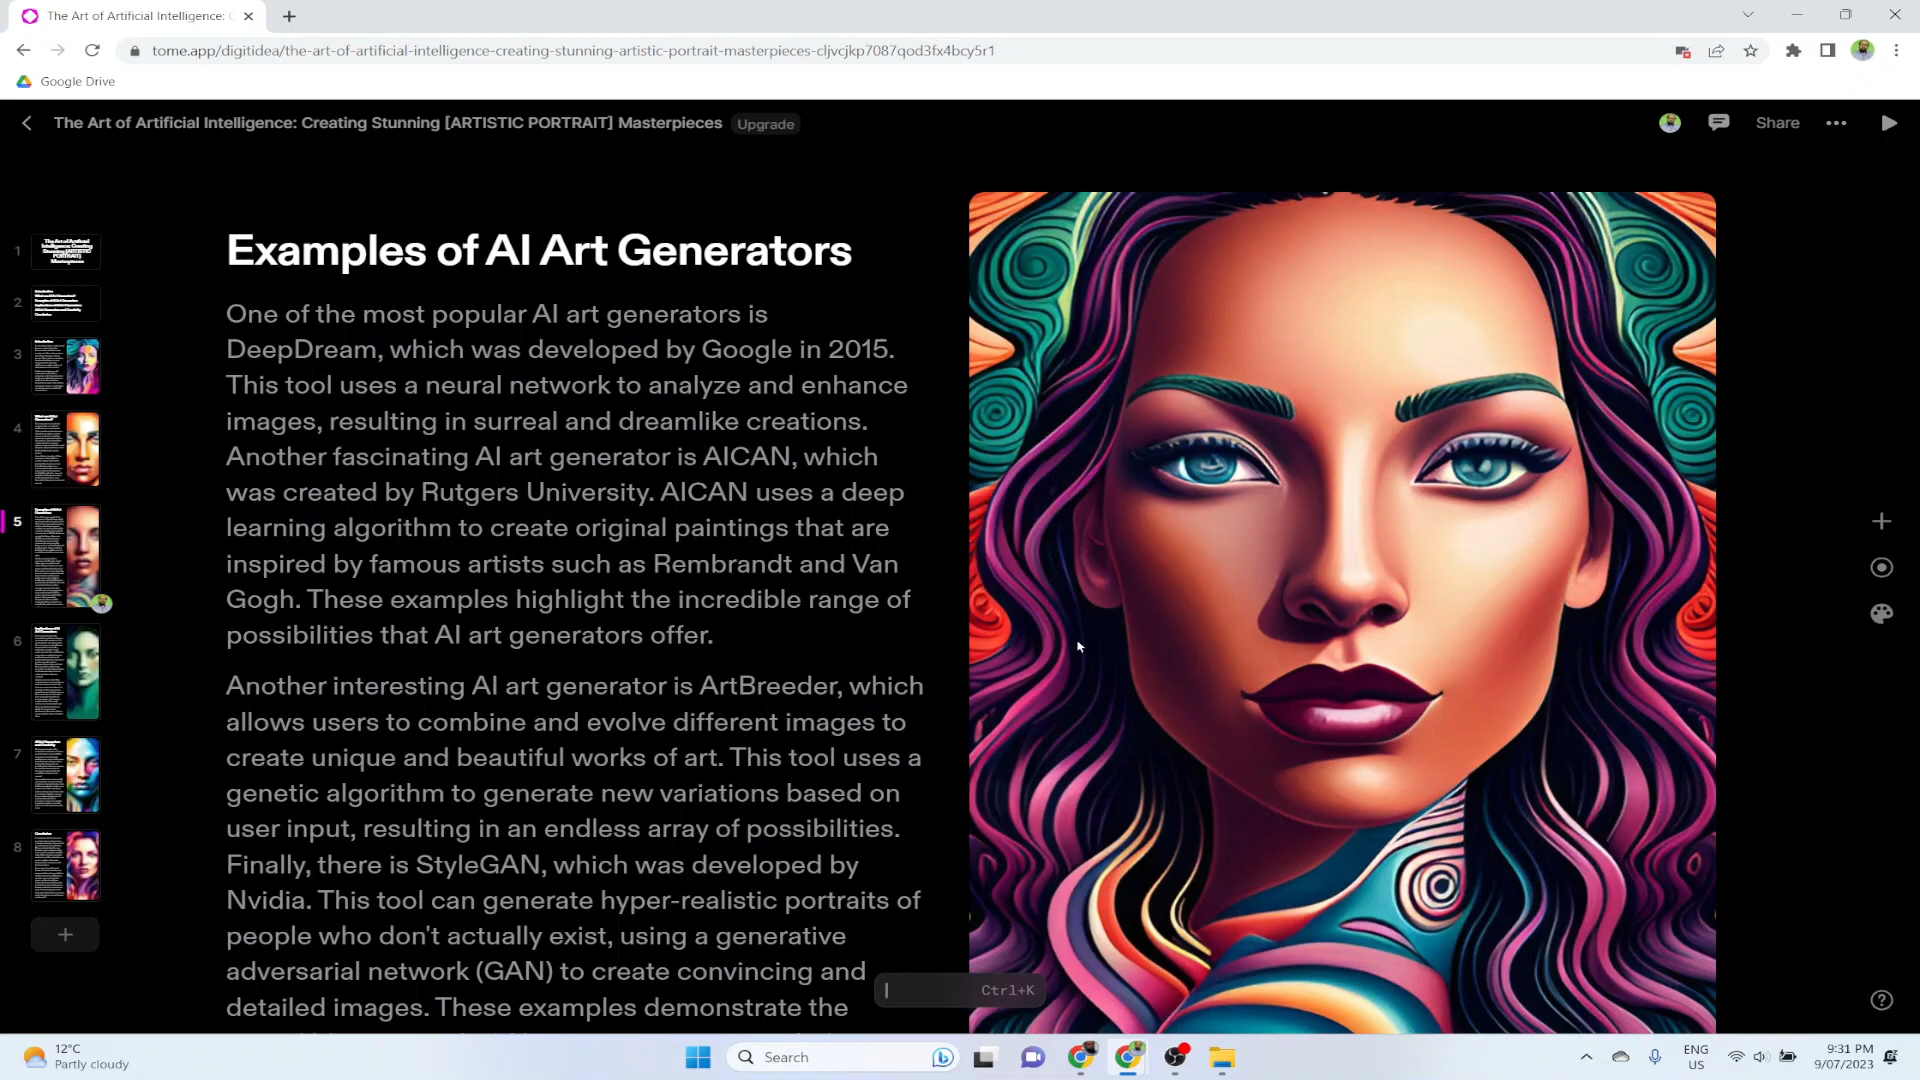 The Art of Artificial Intelligence: C
tome.app/digitidea/the-art-of-artificial-intelligence-creating-stunning-artistic-portrait-masterpieces-cljvcjkp7087qod3fx4bcy5r1
Google Drive
The Art of Artificial Intelligence: Creating Stunning [ARTISTIC PORTRAIT] Masterpieces
Upgrade
Share
1
The Art of Artificial
Intelligence: Creating
Stunning [ARTISTIC
PORTRAIT]
Masterpieces
2
3
4
5
6
7
8
Examples of AI Art Generators
One of the most popular AI art generators is
DeepDream, which was developed by Google in 2015.
This tool uses a neural network to analyze and enhance
images, resulting in surreal and dreamlike creations.
Another fascinating AI art generator is AICAN, which
was created by Rutgers University. AICAN uses a deep
learning algorithm to create original paintings that are
inspired by famous artists such as Rembrandt and Van
Gogh. These examples highlight the incredible range of
possibilities that AI art generators offer.
Another interesting AI art generator is ArtBreeder, which
allows users to combine and evolve different images to
create unique and beautiful works of art. This tool uses a
genetic algorithm to generate new variations based on
user input, resulting in an endless array of possibilities.
Finally, there is StyleGAN, which was developed by
Nvidia. This tool can generate hyper-realistic portraits of
people who don't actually exist, using a generative
adversarial network (GAN) to create convincing and
detailed images. These examples demonstrate the
Ctrl+K
12°C
Partly cloudy
Search
ENG
US
9:31 PM
9/07/2023